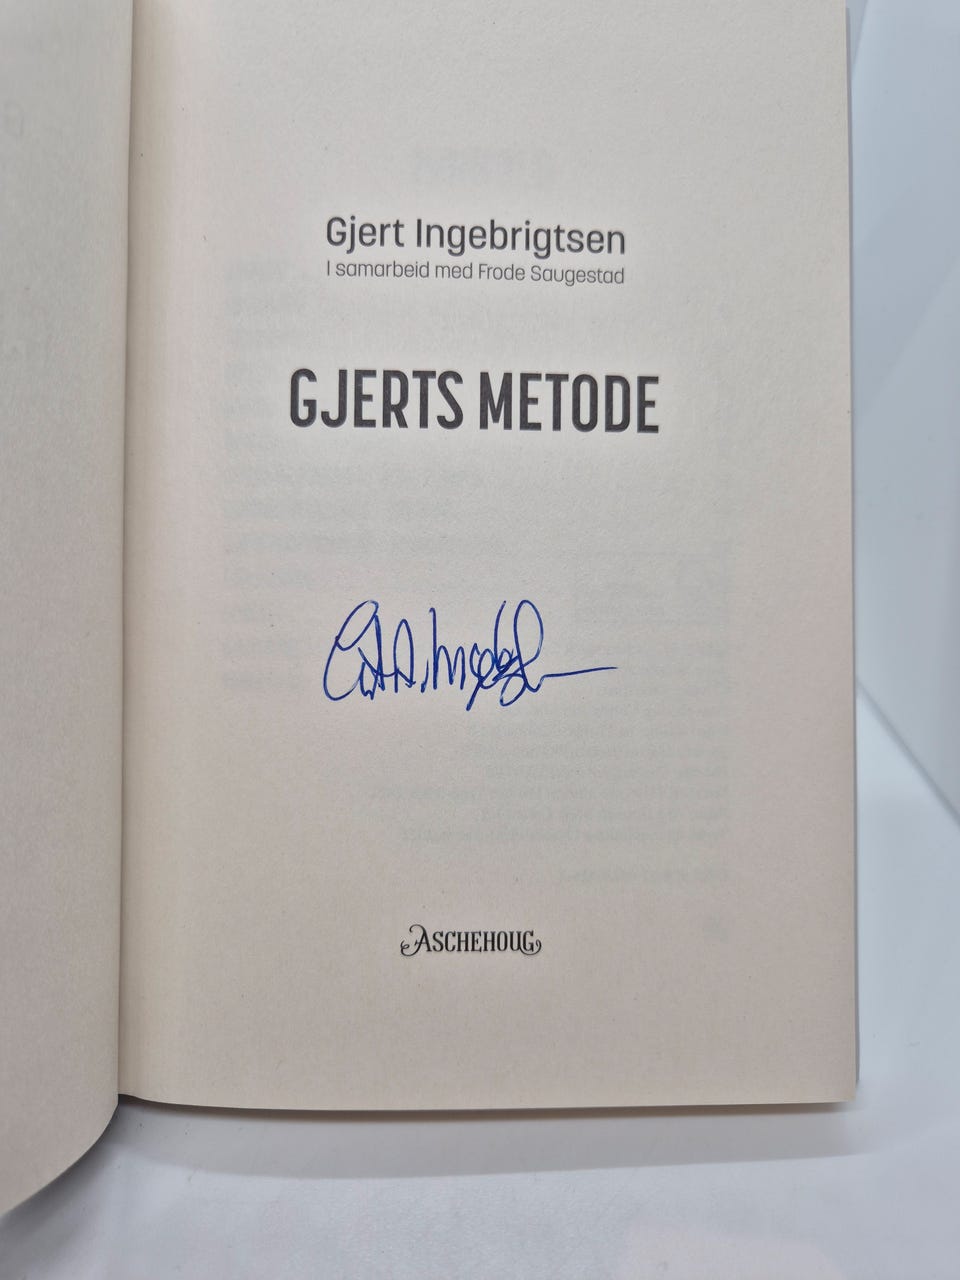 Gjert Ingebrigtsen
I samarbeid med Frode Saugestad
GJERTS METODE
ASCHEHOUG